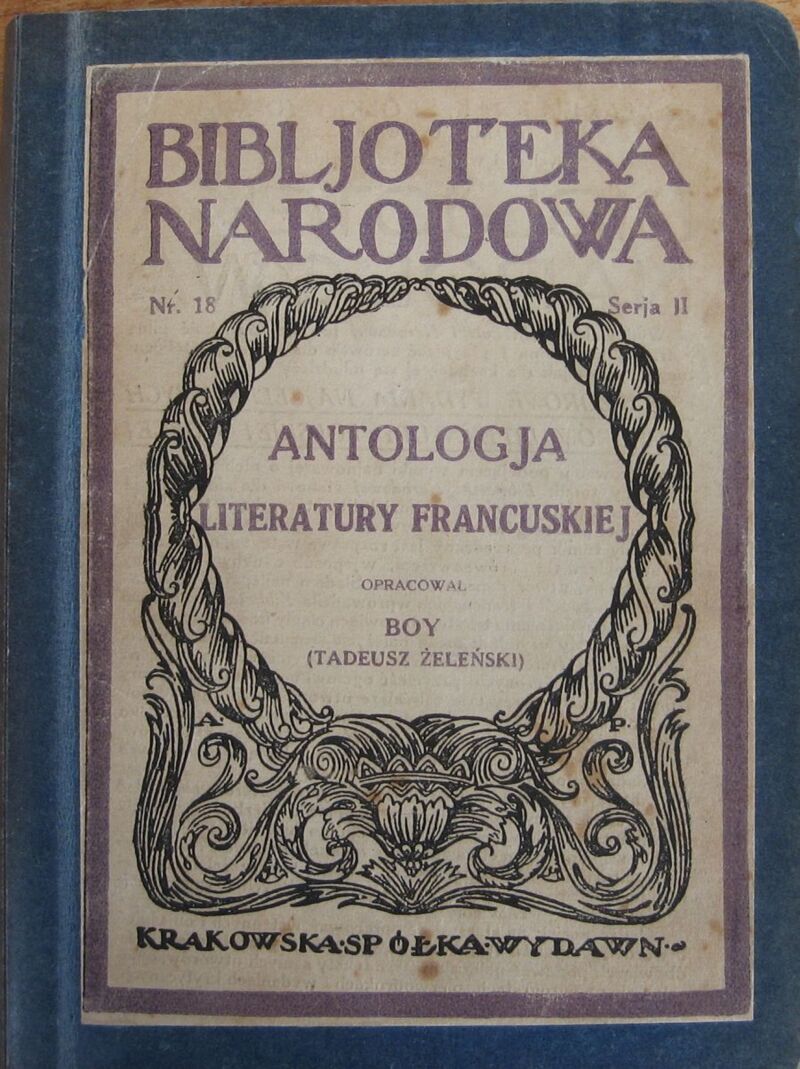 BIBLJOTEKA
NARODOWA
Nr. 18 Serja II
ANTOLOGJA
LITERATURY FRANCUSKIEJ
OPRACOWAŁ
BOY
(TADEUSZ ŻELEŃSKI)
A. P.
KRAKOWSKA·SPÓŁKA·WYDAWN·